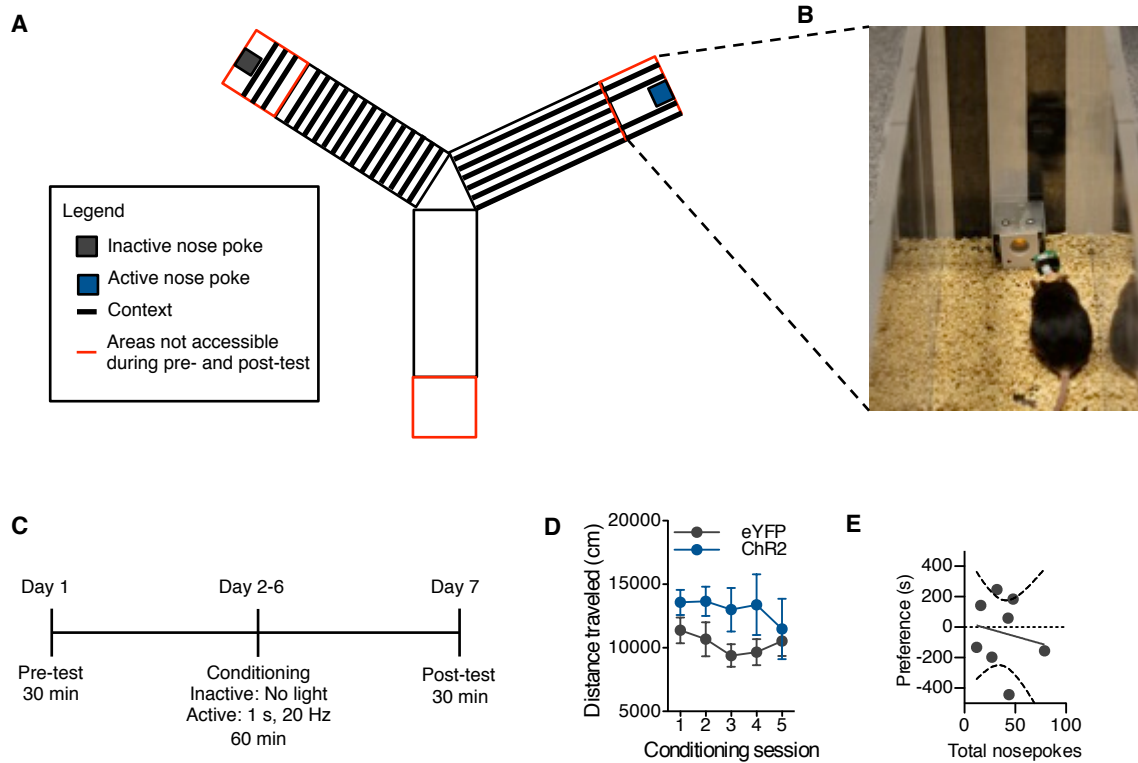 A
B
Legend
Inactive nose poke
Active nose poke
Context
Areas not accessible
during pre- and post-test
C
Day 1
Day 2-6
Day 7
Pre-test
30 min
Conditioning
Inactive: No light
Active: 1 s, 20 Hz
60 min
Post-test
30 min
D
Distance traveled (cm)
20000
15000
10000
5000
eYFP
ChR2
1 2 3 4 5
Conditioning session
E
Preference (s)
400
200
0
-200
-400
0 50 100
Total nosepokes